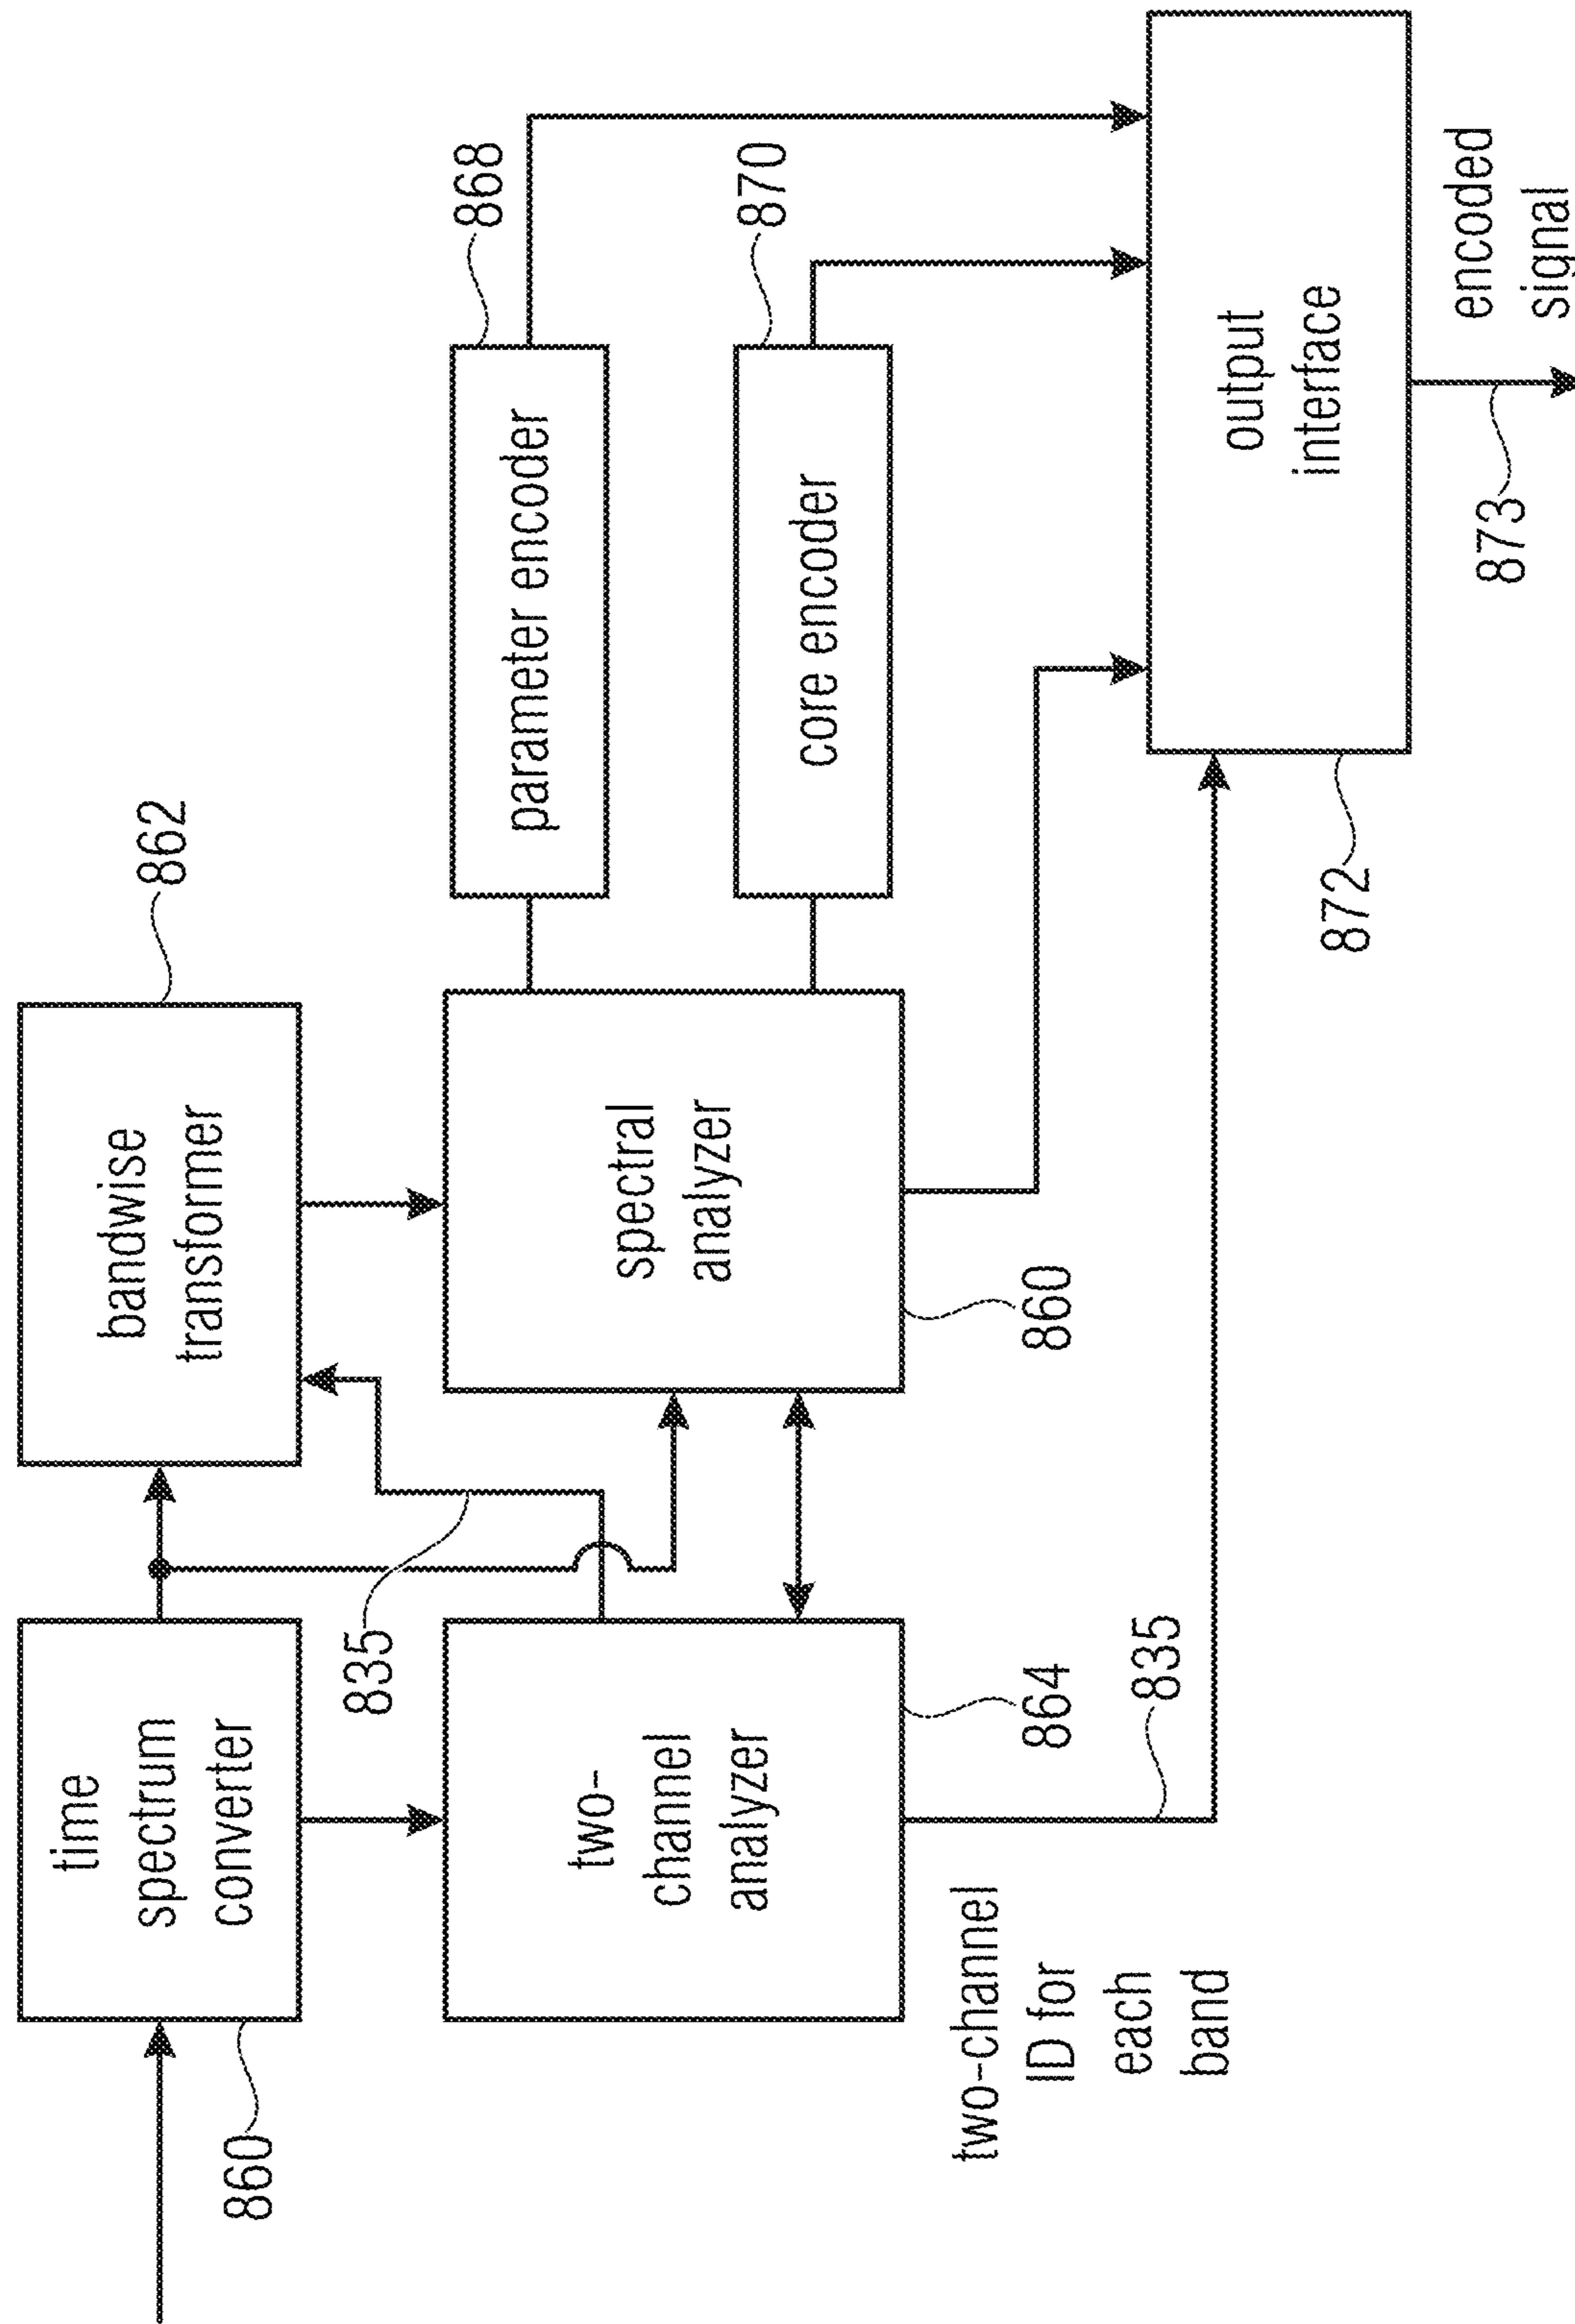 time
spectrum
converter
860
bandwise
transformer
862
835
two-
channel
analyzer
864
spectral
analyzer
860
parameter encoder
868
core encoder
870
two-channel
ID for
each
band
835
output
interface
872
873
encoded
signal